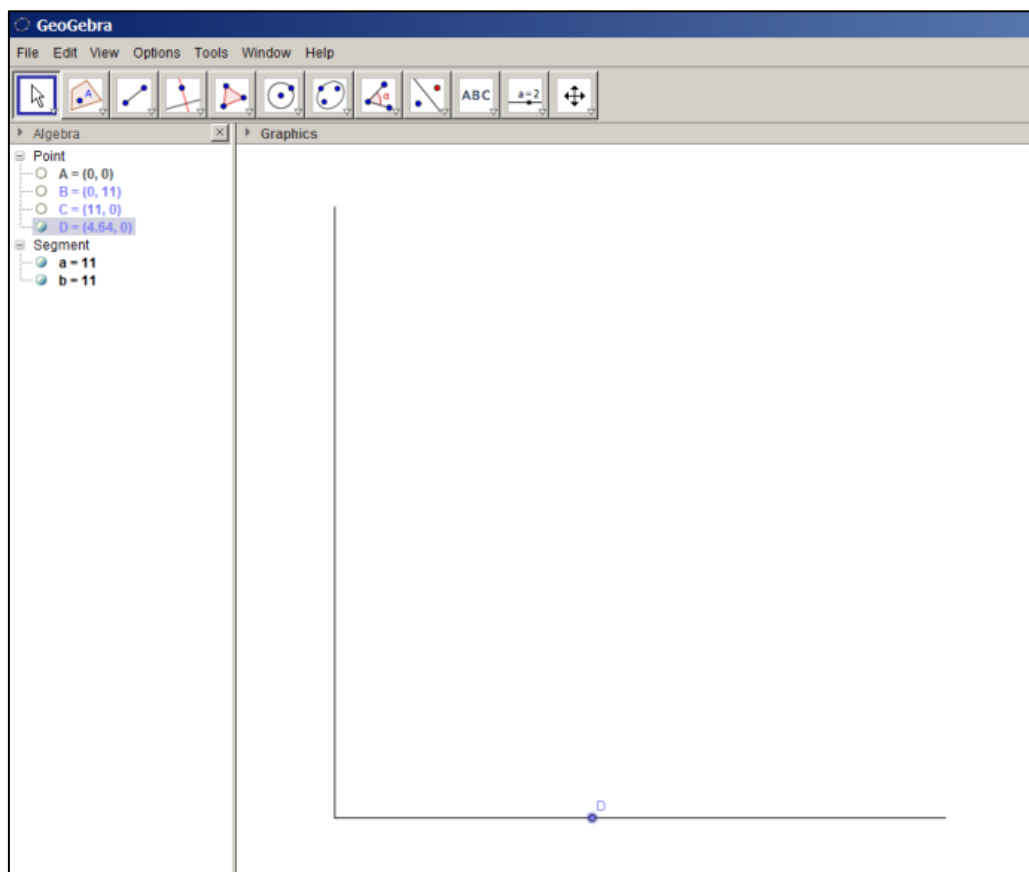 GeoGebra
File Edit View Options Tools Window Help
A α ABC a=2
Algebra
Graphics
Point
A = (0, 0)
B = (0, 11)
C = (11, 0)
D = (4.64, 0)
Segment
a = 11
b = 11
D